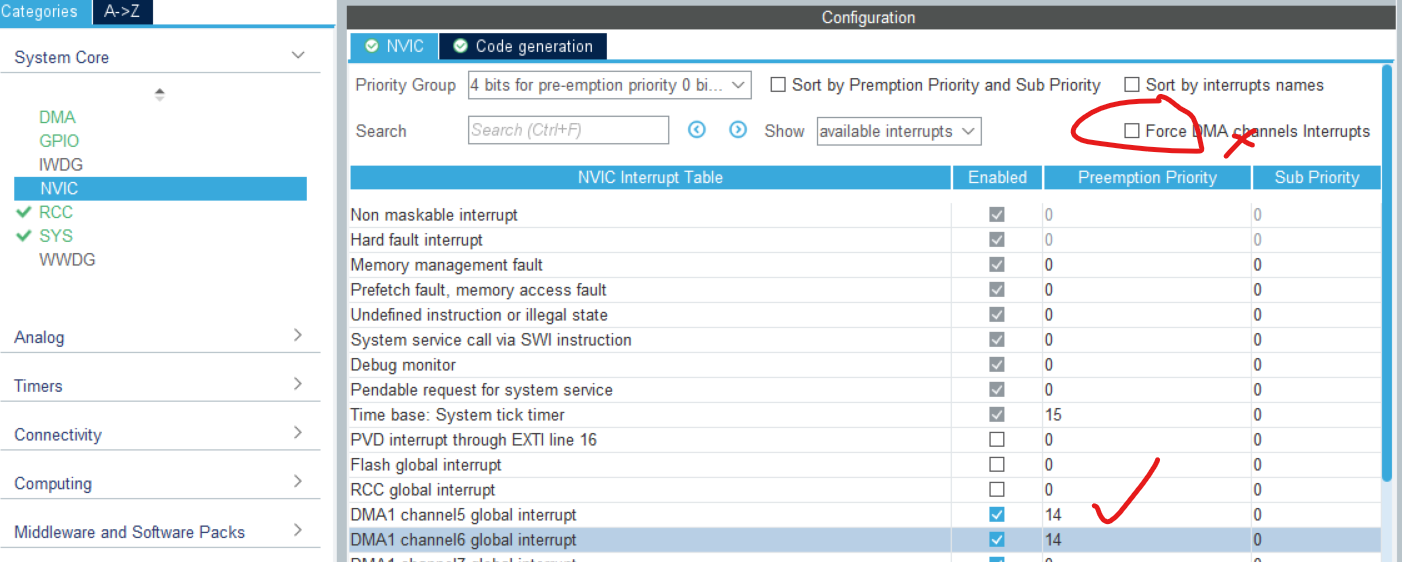 Categories A->Z
Configuration
System Core
NVIC Code generation
Priority Group 4 bits for pre-emption priority 0 bi... Sort by Premption Priority and Sub Priority Sort by interrupts names
Search Search (Ctrl+F) Show available interrupts Force DMA channels Interrupts
DMA
GPIO
IWDG
NVIC
RCC
SYS
WWDG
Analog
Timers
Connectivity
Computing
Middleware and Software Packs
NVIC Interrupt Table Enabled Preemption Priority Sub Priority
Non maskable interrupt 0 0
Hard fault interrupt 0 0
Memory management fault 0 0
Prefetch fault, memory access fault 0 0
Undefined instruction or illegal state 0 0
System service call via SWI instruction 0 0
Debug monitor 0 0
Pendable request for system service 0 0
Time base: System tick timer 15 0
PVD interrupt through EXTI line 16 0 0
Flash global interrupt 0 0
RCC global interrupt 0 0
DMA1 channel5 global interrupt 14 0
DMA1 channel6 global interrupt 14 0